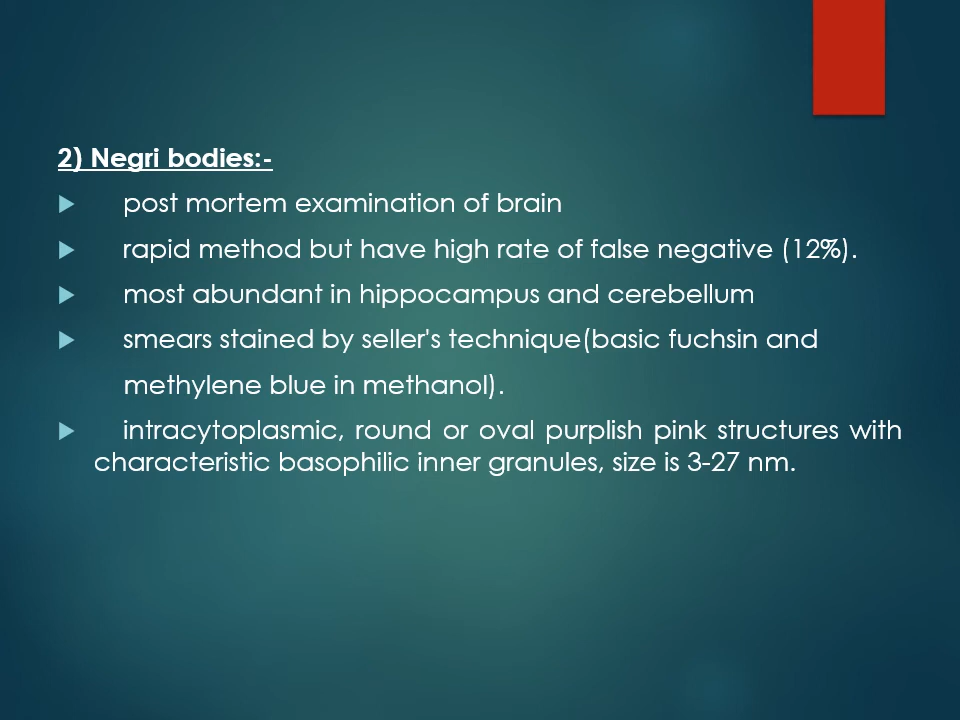 2) Negri bodies:-
post mortem examination of brain
rapid method but have high rate of false negative (12%).
most abundant in hippocampus and cerebellum
smears stained by seller's technique(basic fuchsin and
methylene blue in methanol).
intracytoplasmic, round or oval purplish pink structures with
characteristic basophilic inner granules, size is 3-27 nm.